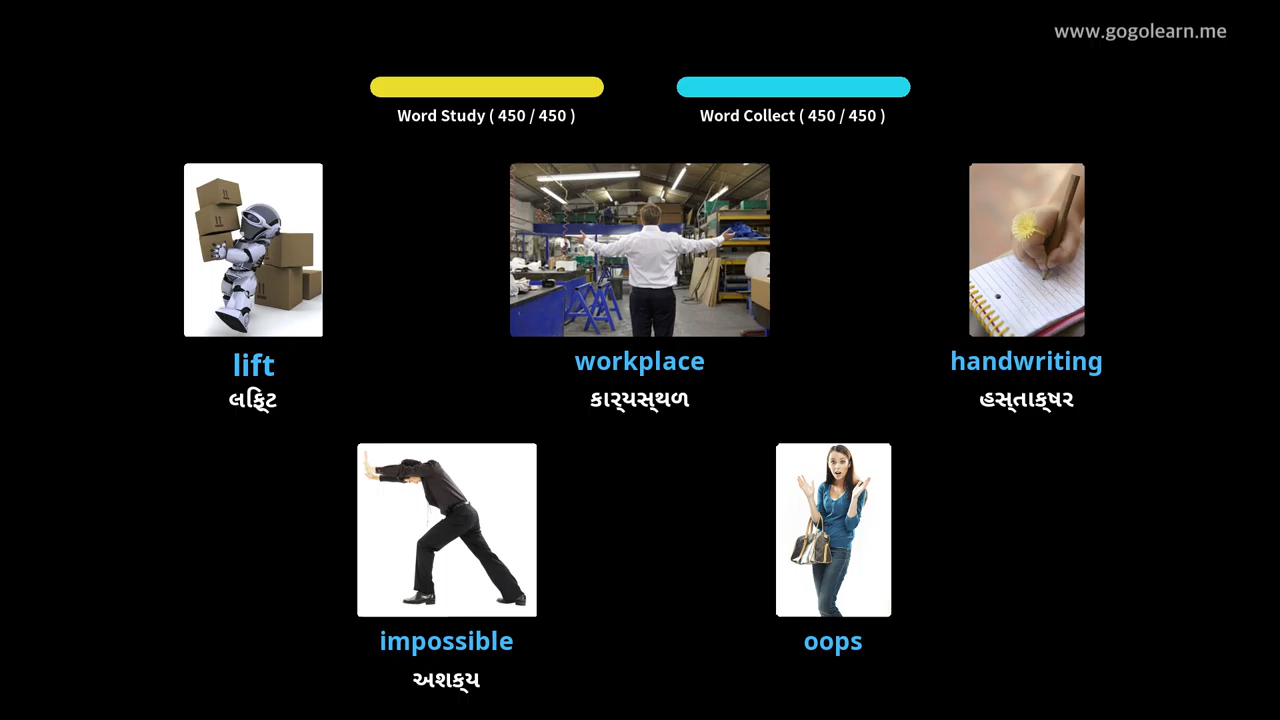 www.gogolearn.me
Word Study ( 450 / 450 )
Word Collect ( 450 / 450 )
lift
લિફ્ટ
workplace
કાર્યસ્થળ
handwriting
હસ્તાક્ષર
impossible
અશક્ય
oops